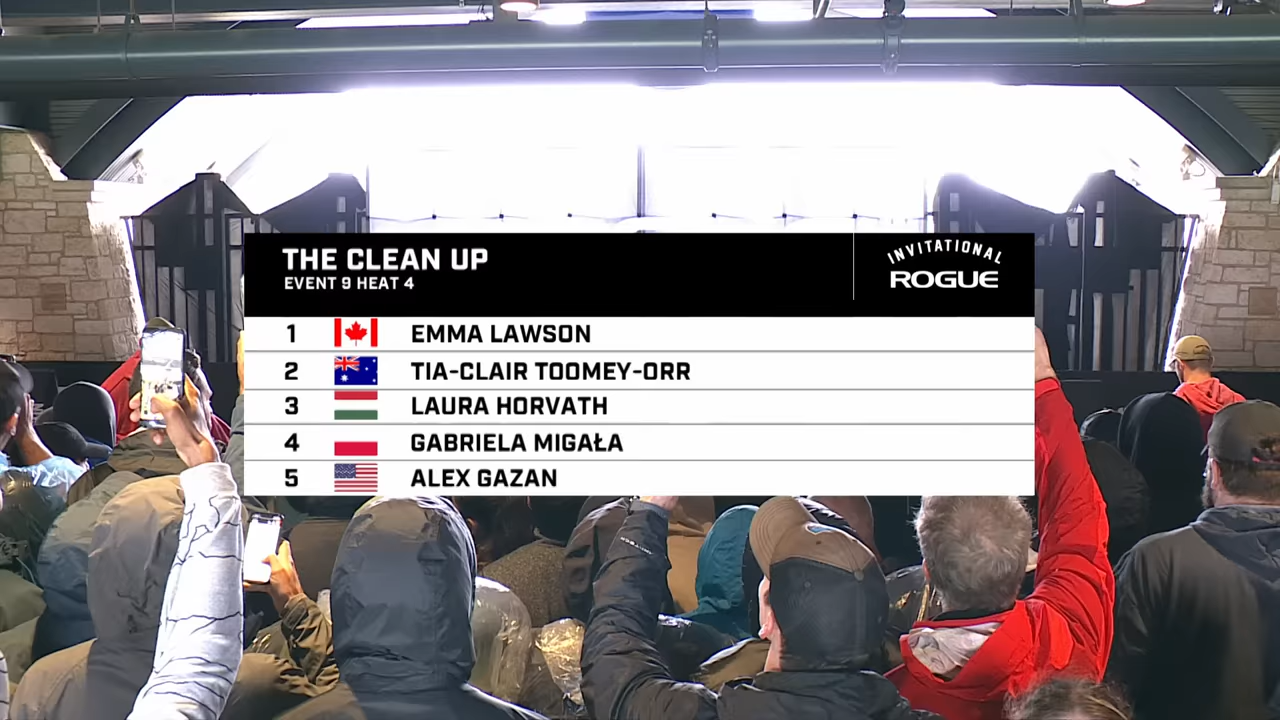 THE CLEAN UP
EVENT 9 HEAT 4
INVITATIONAL
ROGUE
1 EMMA LAWSON
2 TIA-CLAIR TOOMEY-ORR
3 LAURA HORVATH
4 GABRIELA MIGAŁA
5 ALEX GAZAN